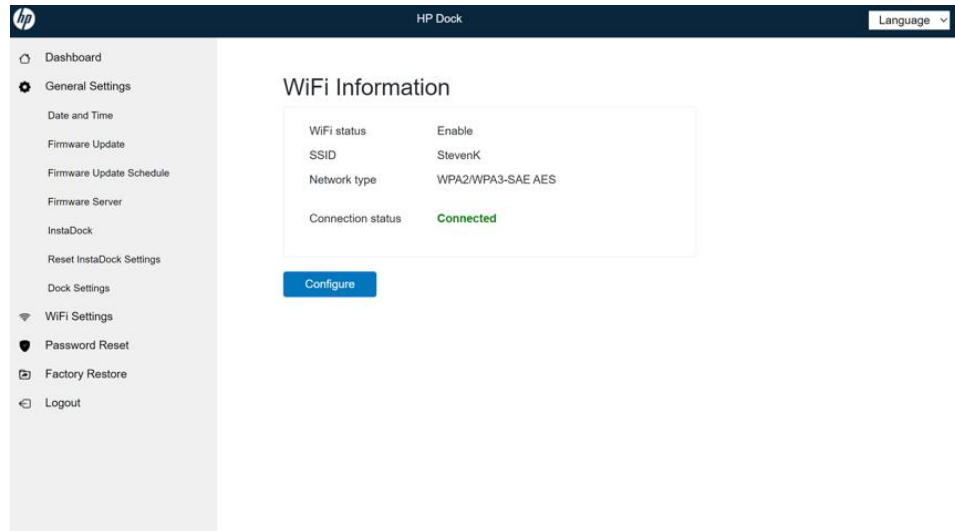 hp
HP Dock
Language
Dashboard
General Settings
Date and Time
Firmware Update
Firmware Update Schedule
Firmware Server
InstaDock
Reset InstaDock Settings
Dock Settings
WiFi Settings
Password Reset
Factory Restore
Logout
WiFi Information
WiFi status Enable
SSID StevenK
Network type WPA2/WPA3-SAE AES
Connection status Connected
Configure